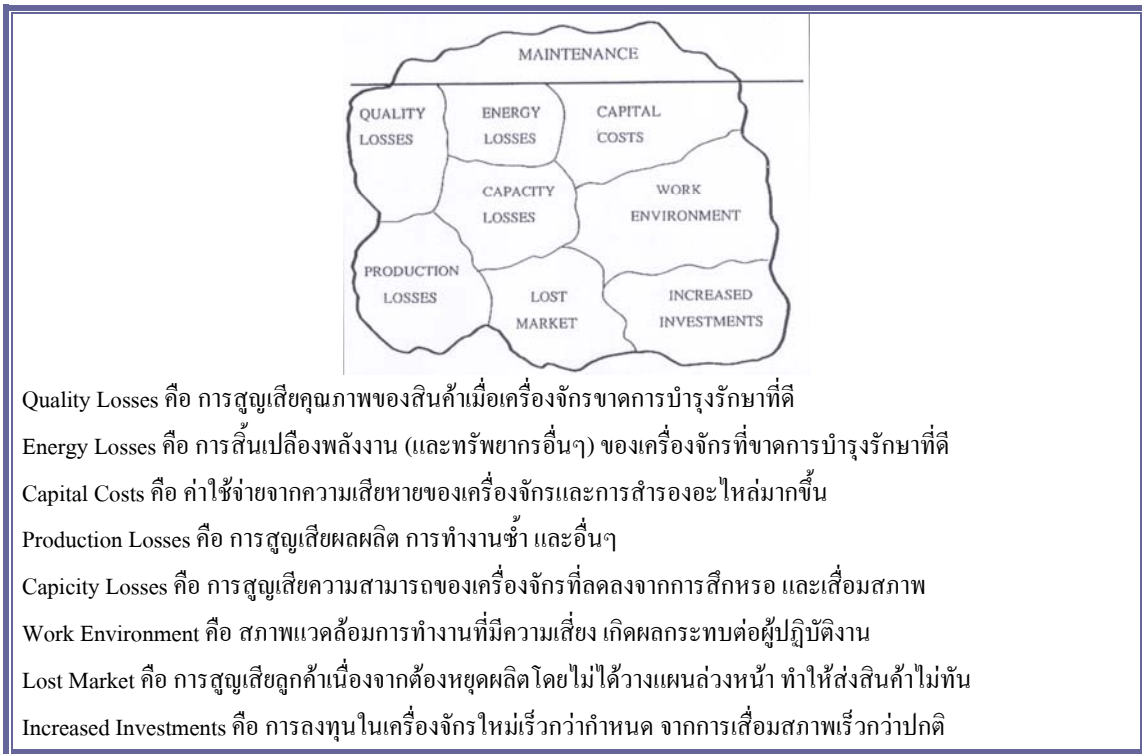 MAINTENANCE
QUALITY
LOSSES
ENERGY
LOSSES
CAPITAL
COSTS
CAPACITY
LOSSES
WORK
ENVIRONMENT
PRODUCTION
LOSSES
LOST
MARKET
INCREASED
INVESTMENTS
Quality Losses คือ การสูญเสียคุณภาพของสินค้าเมื่อเครื่องจักรขาดการบำรุงรักษาที่ดี
Energy Losses คือ การสิ้นเปลืองพลังงาน (และทรัพยากรอื่นๆ) ของเครื่องจักรที่ขาดการบำรุงรักษาที่ดี
Capital Costs คือ ค่าใช้จ่ายจากความเสียหายของเครื่องจักรและการสำรองอะไหล่มากขึ้น
Production Losses คือ การสูญเสียผลผลิต การทำงานซ้ำ และอื่นๆ
Capicity Losses คือ การสูญเสียความสามารถของเครื่องจักรที่ลดลงจากการสึกหรอ และเสื่อมสภาพ
Work Environment คือ สภาพแวดล้อมการทำงานที่มีความเสี่ยง เกิดผลกระทบต่อผู้ปฏิบัติงาน
Lost Market คือ การสูญเสียลูกค้าเนื่องจากต้องหยุดผลิตโดยไม่ได้วางแผนล่วงหน้า ทำให้ส่งสินค้าไม่ทัน
Increased Investments คือ การลงทุนในเครื่องจักรใหม่เร็วกว่ากำหนด จากการเสื่อมสภาพเร็วกว่าปกติ